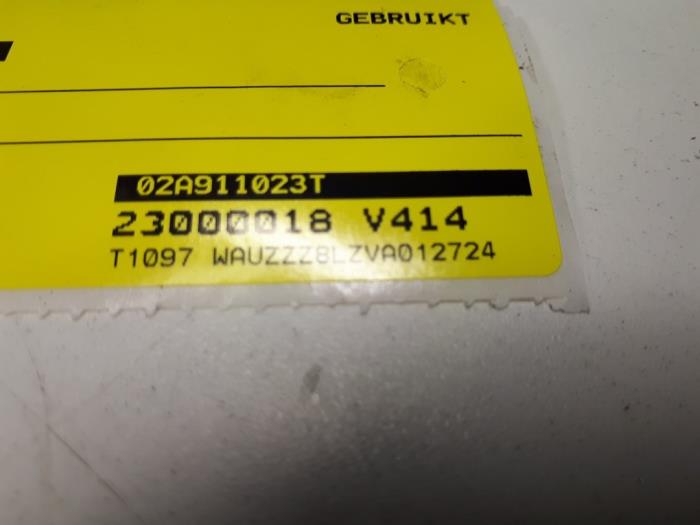 GEBRUIKT
02A911023T
23000018 V414
T1097 WAUZZZ8LZVA012724